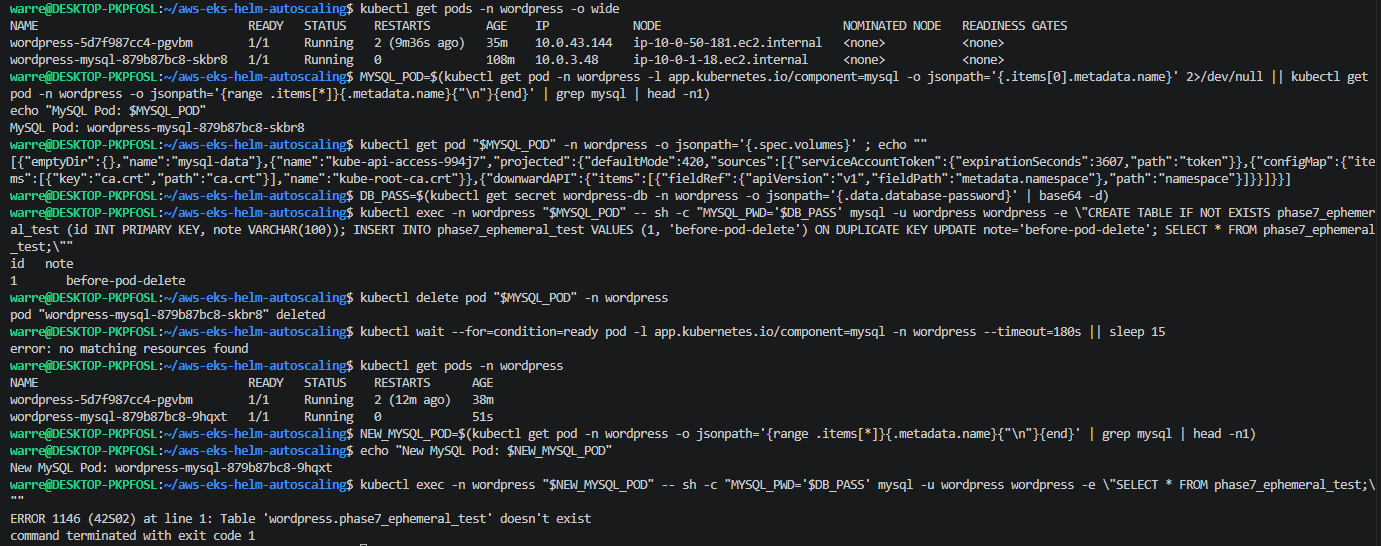 warre@DESKTOP-PKPFOSL:~/aws-eks-helm-autoscaling$ kubectl get pods -n wordpress -o wide
NAME                               READY   STATUS    RESTARTS        AGE    IP            NODE                          NOMINATED NODE   READINESS GATES
wordpress-5d7f987cc4-pgvbm         1/1     Running   2 (9m36s ago)   35m    10.0.43.144   ip-10-0-50-181.ec2.internal   <none>           <none>
wordpress-mysql-879b87bc8-skbr8    1/1     Running   0               108m   10.0.3.48     ip-10-0-1-18.ec2.internal     <none>           <none>
warre@DESKTOP-PKPFOSL:~/aws-eks-helm-autoscaling$ MYSQL_POD=$(kubectl get pod -n wordpress -l app.kubernetes.io/component=mysql -o jsonpath='{.items[0].metadata.name}' 2>/dev/null || kubectl get
pod -n wordpress -o jsonpath='{range .items[*]}{.metadata.name}{"\n"}{end}' | grep mysql | head -n1)
echo "MySQL Pod: $MYSQL_POD"
MySQL Pod: wordpress-mysql-879b87bc8-skbr8
warre@DESKTOP-PKPFOSL:~/aws-eks-helm-autoscaling$ kubectl get pod "$MYSQL_POD" -n wordpress -o jsonpath='{.spec.volumes}' ; echo ""
[{"emptyDir":{},"name":"mysql-data"},{"name":"kube-api-access-994j7","projected":{"defaultMode":420,"sources":[{"serviceAccountToken":{"expirationSeconds":3607,"path":"token"}},{"configMap":{"ite
ms":[{"key":"ca.crt","path":"ca.crt"}],"name":"kube-root-ca.crt"}},{"downwardAPI":{"items":[{"fieldRef":{"apiVersion":"v1","fieldPath":"metadata.namespace"},"path":"namespace"}]}}]}}]
warre@DESKTOP-PKPFOSL:~/aws-eks-helm-autoscaling$ DB_PASS=$(kubectl get secret wordpress-db -n wordpress -o jsonpath='{.data.database-password}' | base64 -d)
warre@DESKTOP-PKPFOSL:~/aws-eks-helm-autoscaling$ kubectl exec -n wordpress "$MYSQL_POD" -- sh -c "MYSQL_PWD='$DB_PASS' mysql -u wordpress wordpress -e \"CREATE TABLE IF NOT EXISTS phase7_ephemer
al_test (id INT PRIMARY KEY, note VARCHAR(100)); INSERT INTO phase7_ephemeral_test VALUES (1, 'before-pod-delete') ON DUPLICATE KEY UPDATE note='before-pod-delete'; SELECT * FROM phase7_ephemeral
_test;\""
id   note
1       before-pod-delete
warre@DESKTOP-PKPFOSL:~/aws-eks-helm-autoscaling$ kubectl delete pod "$MYSQL_POD" -n wordpress
pod "wordpress-mysql-879b87bc8-skbr8" deleted
warre@DESKTOP-PKPFOSL:~/aws-eks-helm-autoscaling$ kubectl wait --for=condition=ready pod -l app.kubernetes.io/component=mysql -n wordpress --timeout=180s || sleep 15
error: no matching resources found
warre@DESKTOP-PKPFOSL:~/aws-eks-helm-autoscaling$ kubectl get pods -n wordpress
NAME                               READY   STATUS    RESTARTS      AGE
wordpress-5d7f987cc4-pgvbm         1/1     Running   2 (12m ago)   38m
wordpress-mysql-879b87bc8-9hqxt    1/1     Running   0             51s
warre@DESKTOP-PKPFOSL:~/aws-eks-helm-autoscaling$ NEW_MYSQL_POD=$(kubectl get pod -n wordpress -o jsonpath='{range .items[*]}{.metadata.name}{"\n"}{end}' | grep mysql | head -n1)
warre@DESKTOP-PKPFOSL:~/aws-eks-helm-autoscaling$ echo "New MySQL Pod: $NEW_MYSQL_POD"
New MySQL Pod: wordpress-mysql-879b87bc8-9hqxt
warre@DESKTOP-PKPFOSL:~/aws-eks-helm-autoscaling$ kubectl exec -n wordpress "$NEW_MYSQL_POD" -- sh -c "MYSQL_PWD='$DB_PASS' mysql -u wordpress wordpress -e \"SELECT * FROM phase7_ephemeral_test;\
""
ERROR 1146 (42S02) at line 1: Table 'wordpress.phase7_ephemeral_test' doesn't exist
command terminated with exit code 1